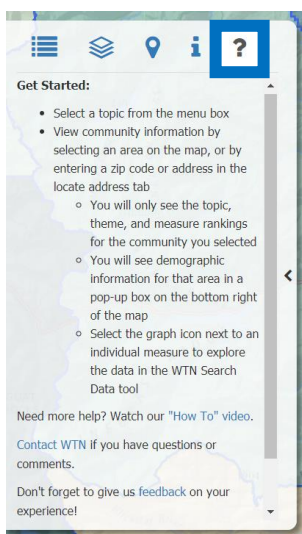 i ?
Get Started:
• Select a topic from the menu box
• View community information by
selecting an area on the map, or by
entering a zip code or address in the
locate address tab
◦ You will only see the topic,
theme, and measure rankings
for the community you selected
◦ You will see demographic
information for that area in a
pop-up box on the bottom right
of the map
◦ Select the graph icon next to an
individual measure to explore
the data in the WTN Search
Data tool
Need more help? Watch our "How To" video.
Contact WTN if you have questions or
comments.
Don't forget to give us feedback on your
experience!